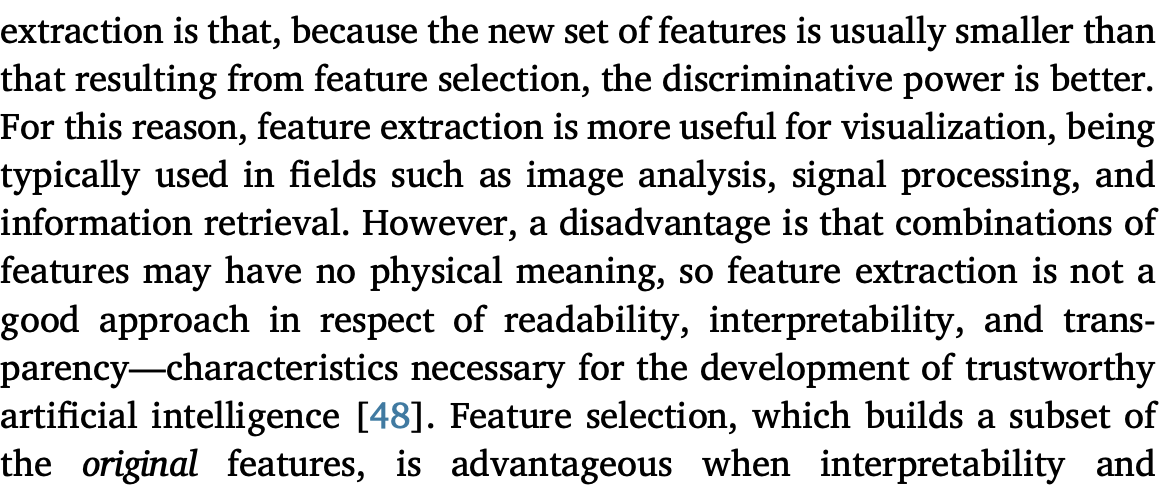 extraction is that, because the new set of features is usually smaller than
that resulting from feature selection, the discriminative power is better.
For this reason, feature extraction is more useful for visualization, being
typically used in fields such as image analysis, signal processing, and
information retrieval. However, a disadvantage is that combinations of
features may have no physical meaning, so feature extraction is not a
good approach in respect of readability, interpretability, and trans-
parency—characteristics necessary for the development of trustworthy
artificial intelligence [48]. Feature selection, which builds a subset of
the original features, is advantageous when interpretability and